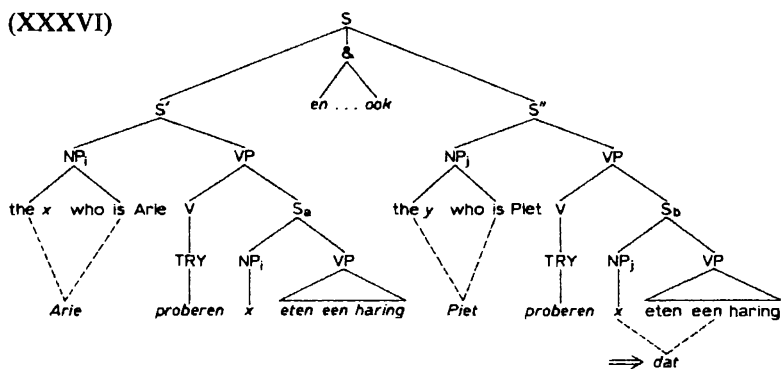 (XXXVI)
S
&
en ... ook
S' S"
NPi VP NPj VP
the x who is Arie V Sa the y who is Piet V Sb
TRY NPi VP TRY NPj VP
Arie proberen x eten een haring Piet proberen x eten een haring
⇒ dat